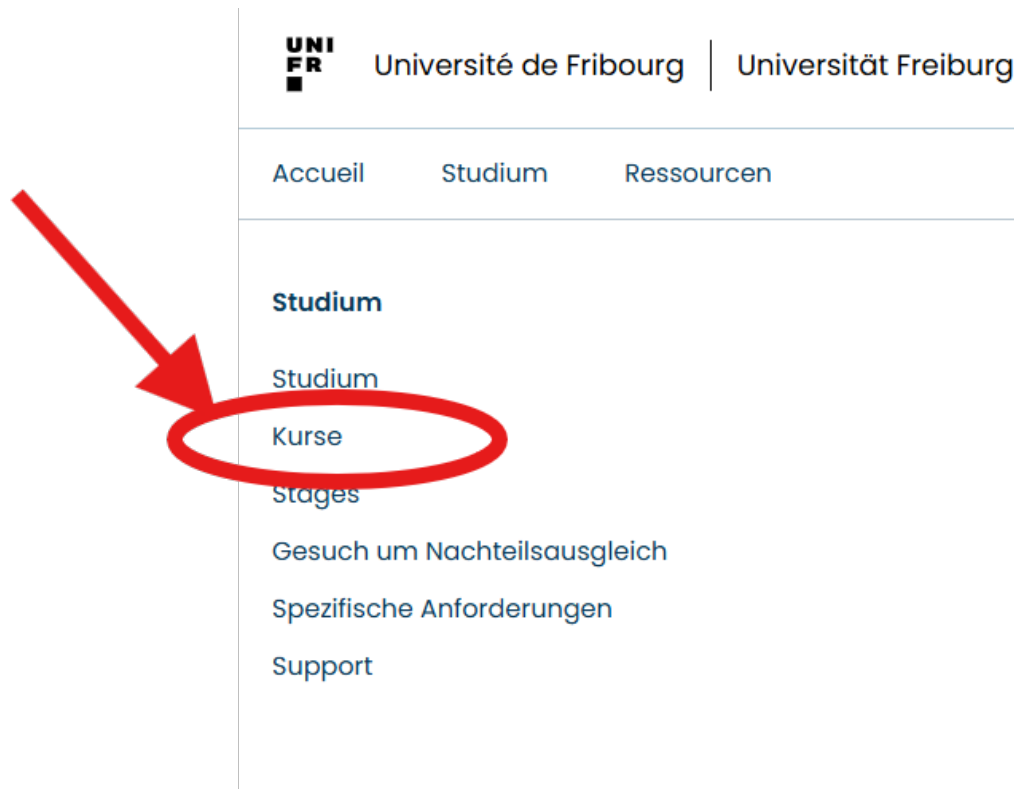 UNI
FR
Université de Fribourg | Universität Freiburg
Accueil Studium Ressourcen
Studium
Studium
Kurse
Stages
Gesuch um Nachteilsausgleich
Spezifische Anforderungen
Support